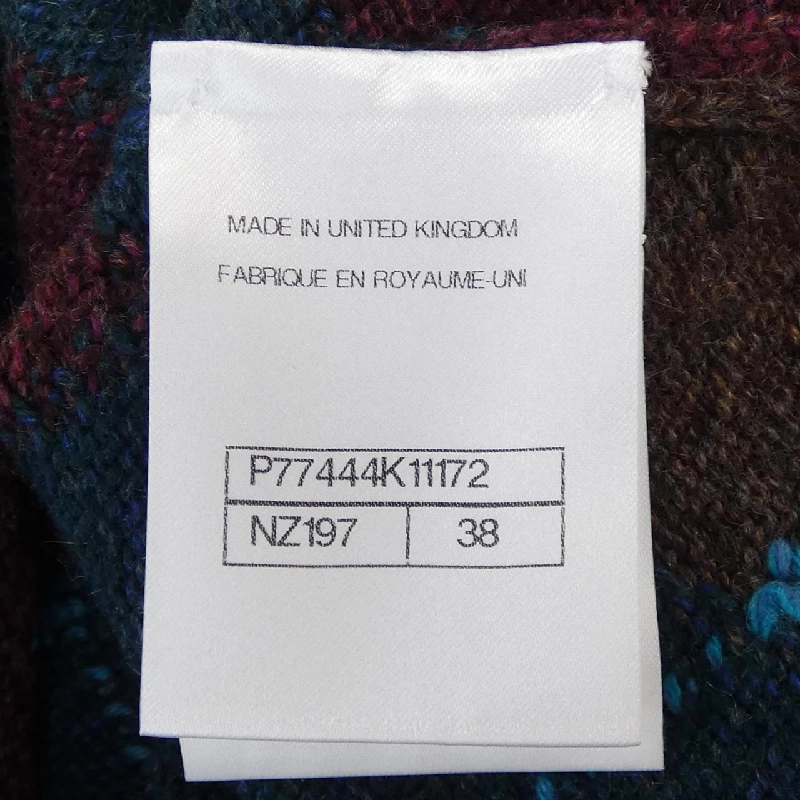 MADE IN UNITED KINGDOM
FABRIQUE EN ROYAUME-UNI
P77444K11172
NZ197 38